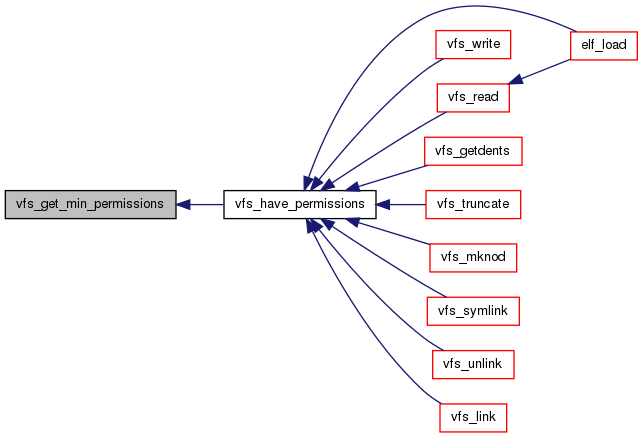 vfs_write
elf_load
vfs_read
vfs_getdents
vfs_get_min_permissions
vfs_have_permissions
vfs_truncate
vfs_mknod
vfs_symlink
vfs_unlink
vfs_link